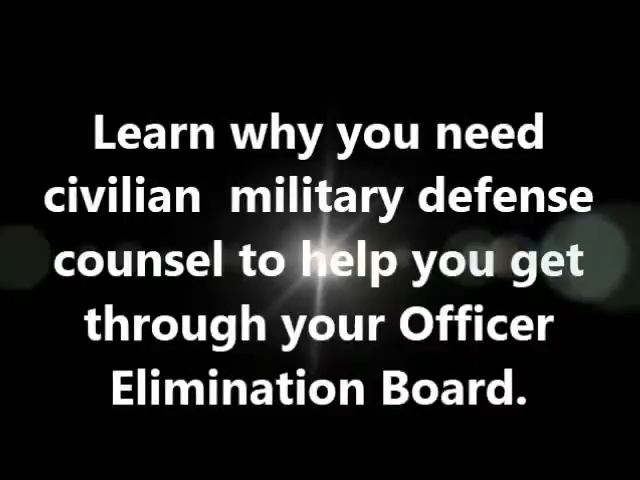 Learn why you need
civilian  military defense
counsel to help you get
through your Officer
Elimination Board.